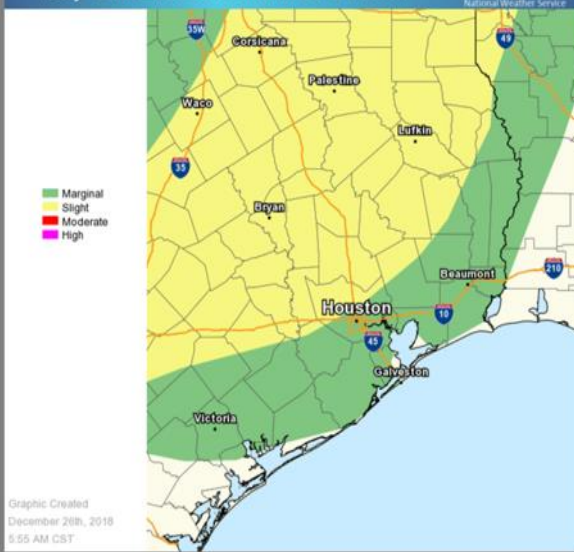 National Weather Service
35W
Corsicana
49
Palestine
Waco
Lufkin
35
Marginal
Slight
Moderate
High
Bryan
Beaumont
210
Houston
10
45
Galveston
Victoria
Graphic Created
December 26th, 2018
5:55 AM CST